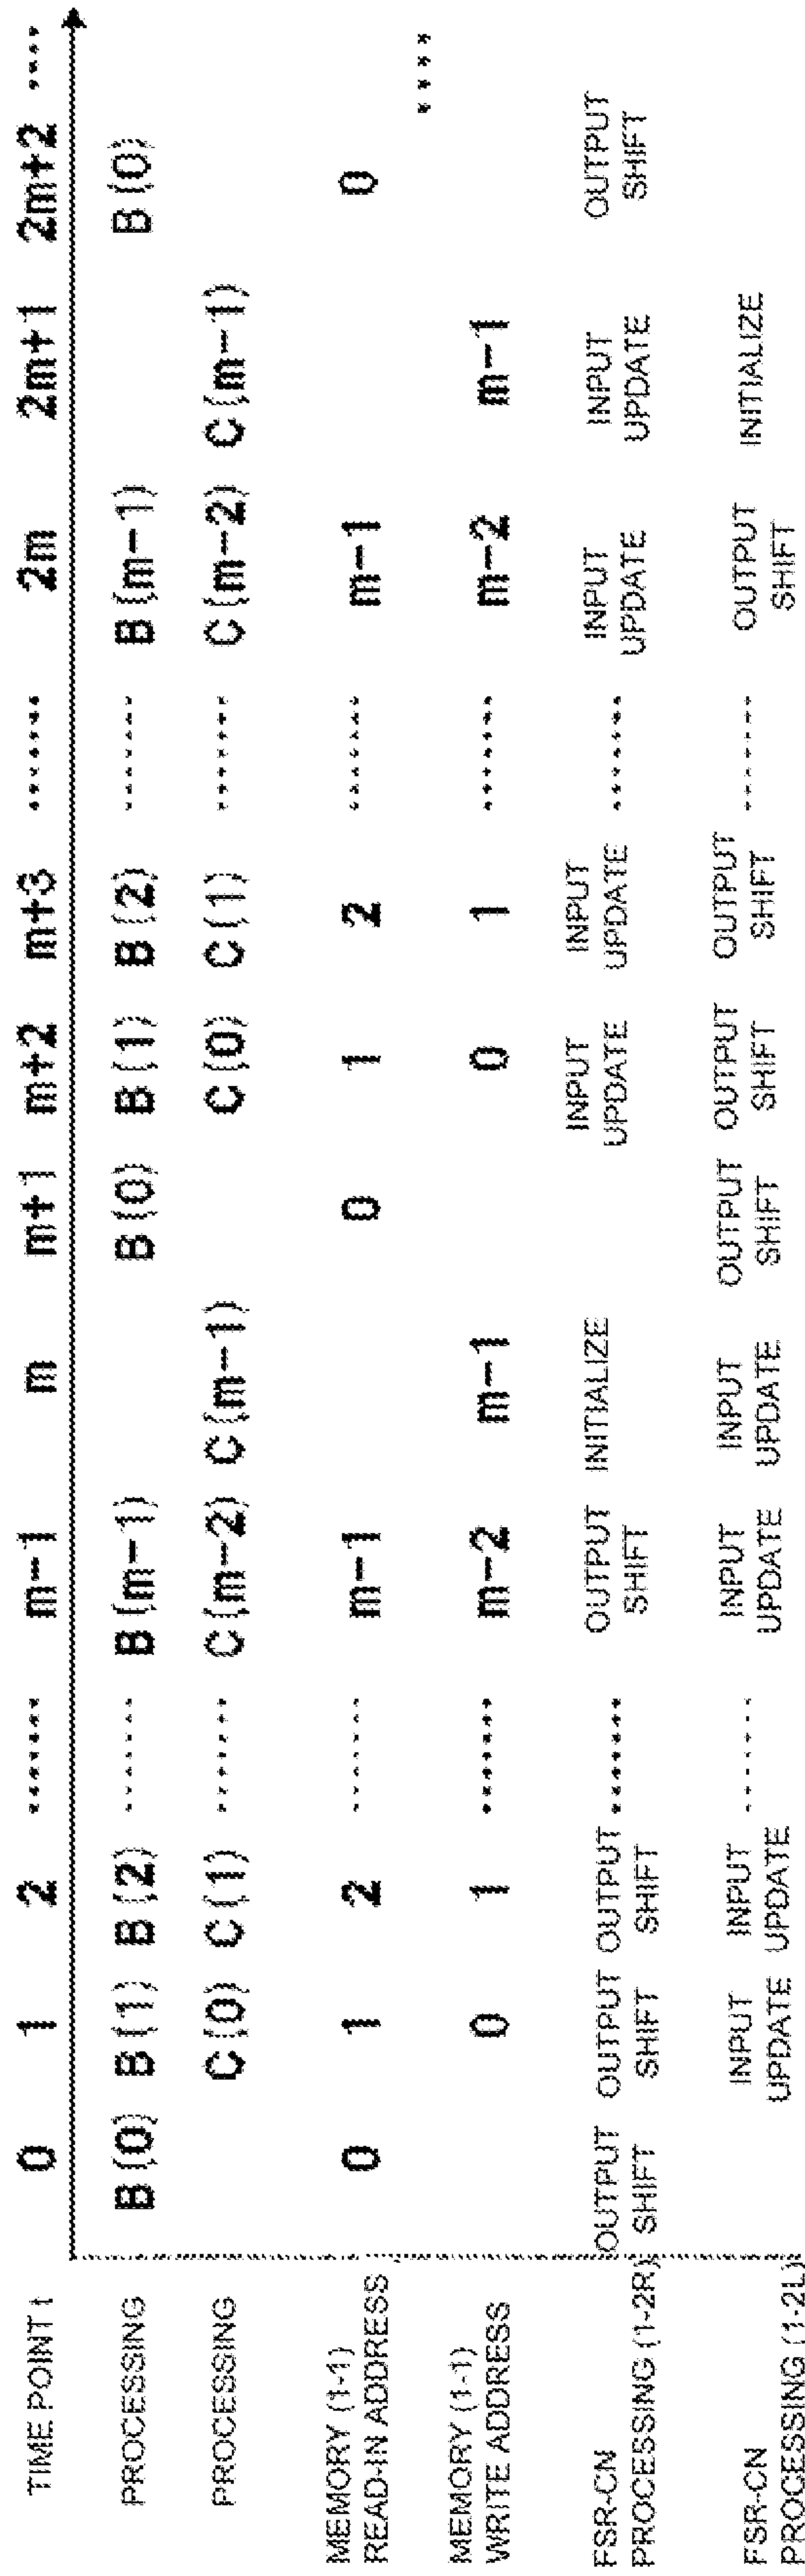 TIME POINT t 0 1 2 ....... m-1 m m+1 m+2 m+3 ....... 2m 2m+1 2m+2 ....
PROCESSING B(0) B(1) B(2) ....... B(m-1) B(0) B(1) B(2) ....... B(m-1) B(0)
PROCESSING C(0) C(1) ....... C(m-2) C(m-1) C(0) C(1) ....... C(m-2) C(m-1)
MEMORY (1-1)
READ-IN ADDRESS 0 1 2 ....... m-1 0 1 2 ....... m-1 0
....
MEMORY (1-1)
WRITE ADDRESS 0 1 ....... m-2 m-1 0 1 ....... m-2 m-1
FSR-CN OUTPUT OUTPUT OUTPUT ....... OUTPUT INITIALIZE INPUT INPUT ....... INPUT INPUT OUTPUT
PROCESSING (1-2R) SHIFT SHIFT SHIFT SHIFT UPDATE UPDATE UPDATE UPDATE SHIFT
FSR-CN INPUT INPUT ....... INPUT INPUT OUTPUT OUTPUT OUTPUT ....... OUTPUT INITIALIZE
PROCESSING (1-2L) UPDATE UPDATE UPDATE UPDATE SHIFT SHIFT SHIFT SHIFT